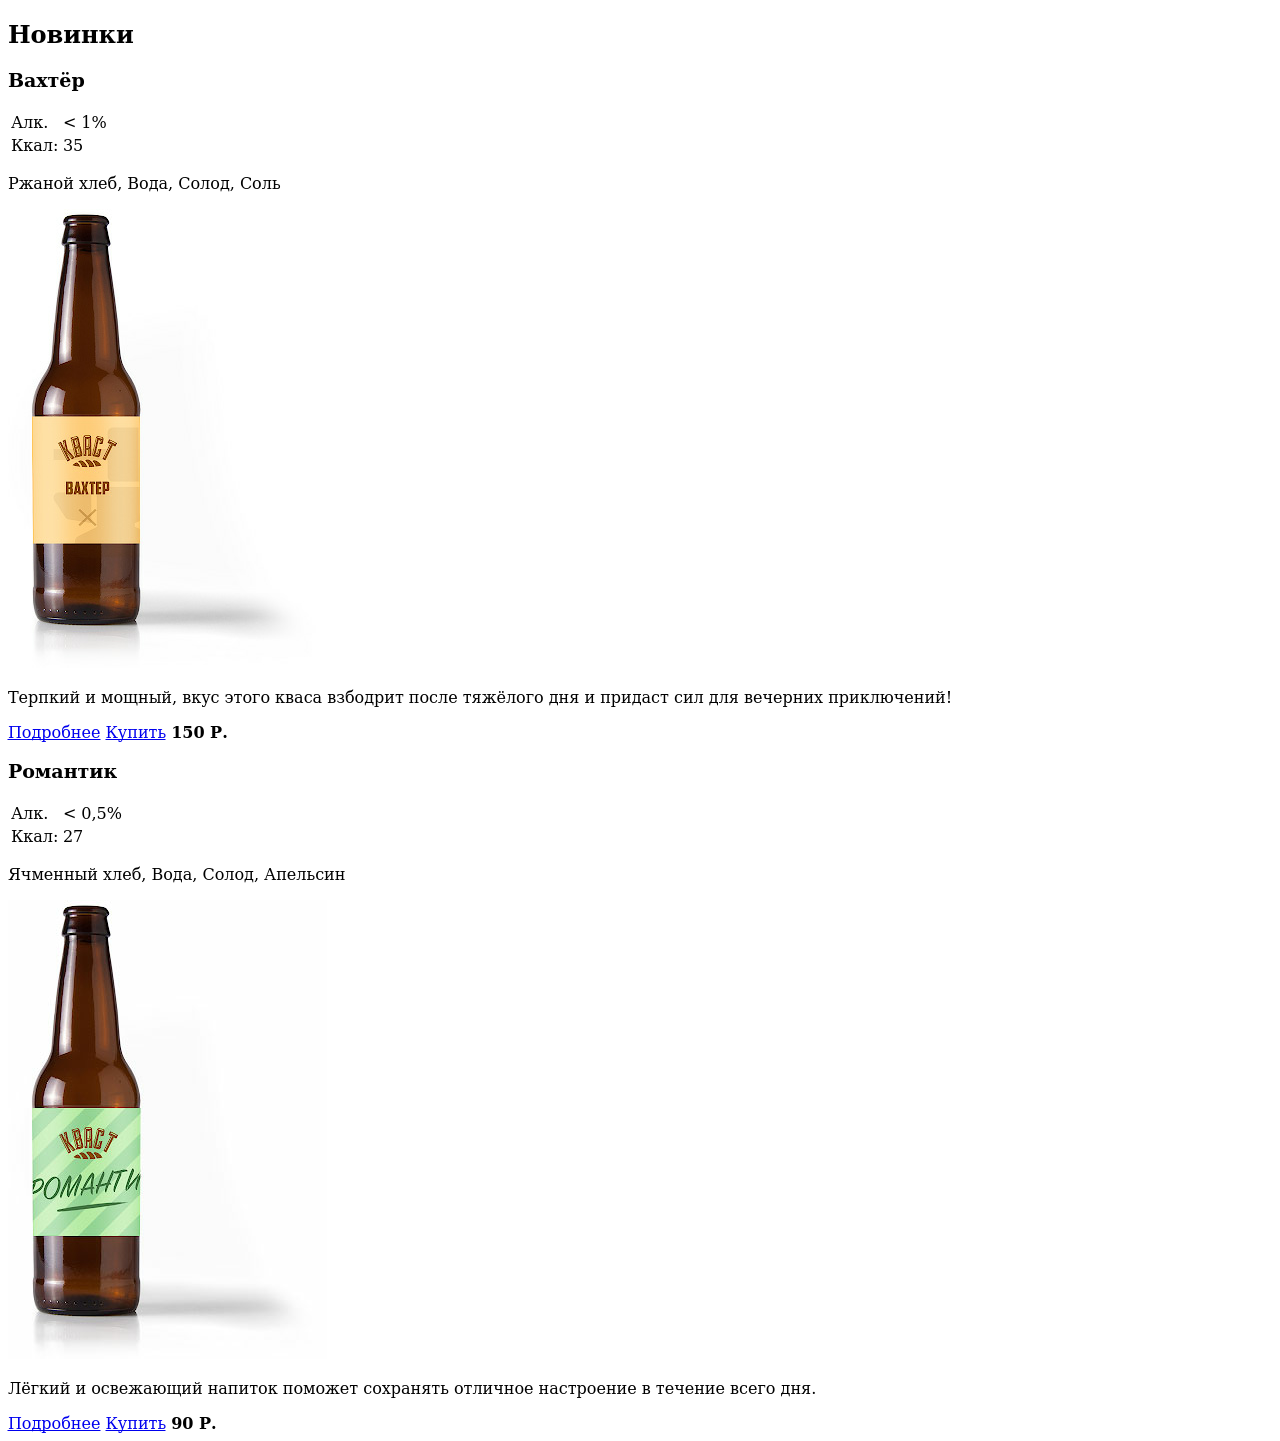 Новинки
Вахтёр
Алк. < 1%
Ккал: 35
Ржаной хлеб, Вода, Солод, Соль
КВАСТ
ВАХТЕР
Терпкий и мощный, вкус этого кваса взбодрит после тяжёлого дня и придаст сил для вечерних приключений!
Подробнее Купить 150 Р.
Романтик
Алк. < 0,5%
Ккал: 27
Ячменный хлеб, Вода, Солод, Апельсин
КВАСТ
РОМАНТИ
Лёгкий и освежающий напиток поможет сохранять отличное настроение в течение всего дня.
Подробнее Купить 90 Р.